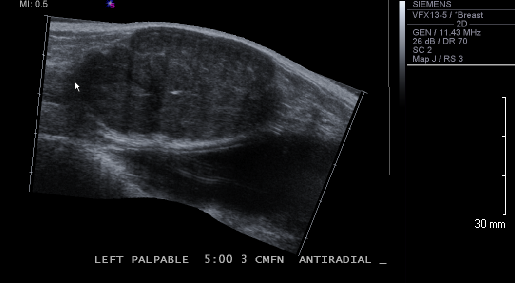 MI: 0.5
SIEMENS
VFX13-5 / "Breast
2D
GEN / 11.43 MHz
26 dB / DR 70
SC 2
Map J / RS 3
30 mm
LEFT PALPABLE 5:00 3 CMFN ANTIRADIAL _